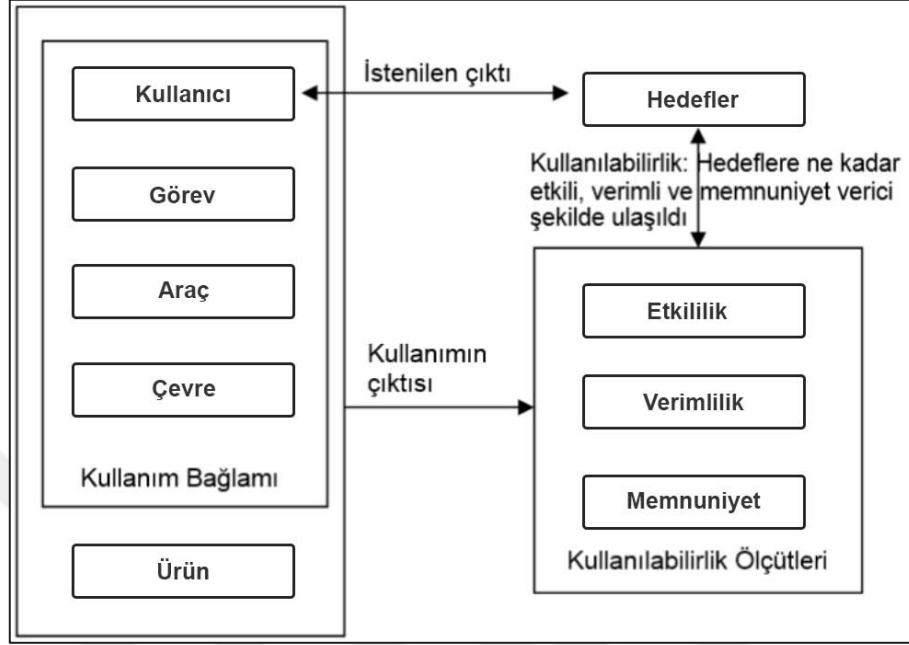 Kullanıcı
Görev
Araç
Çevre
Kullanım Bağlamı
Ürün
İstenilen çıktı
Hedefler
Kullanılabilirlik: Hedeflere ne kadar
etkili, verimli ve memnuniyet verici
şekilde ulaşıldı
Kullanımın
çıktısı
Etkililik
Verimlilik
Memnuniyet
Kullanılabilirlik Ölçütleri